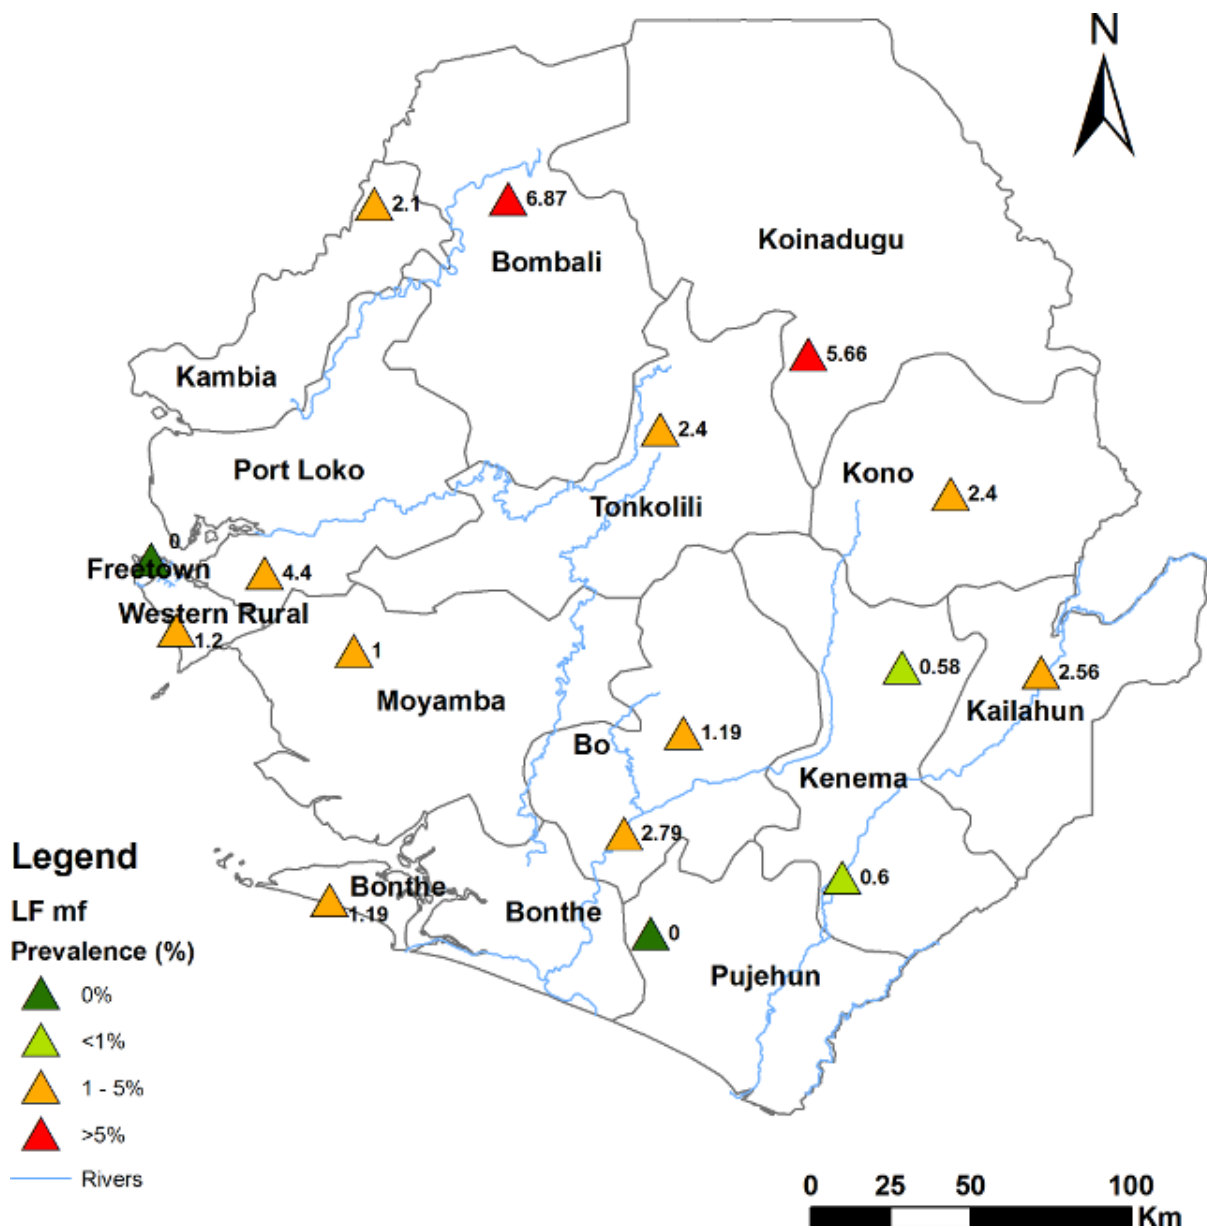 N
2.1
6.87
Bombali
Koinadugu
5.66
Kambia
2.4
Port Loko
Kono
2.4
Tonkolili
0
Freetown
4.4
Western Rural
1.2
1
0.58
2.56
Moyamba
Kailahun
1.19
Bo
Kenema
2.79
0.6
Bonthe
1.19
Bonthe
0
Pujehun
Legend
LF mf
Prevalence (%)
0%
<1%
1 - 5%
>5%
Rivers
0 25 50 100
Km